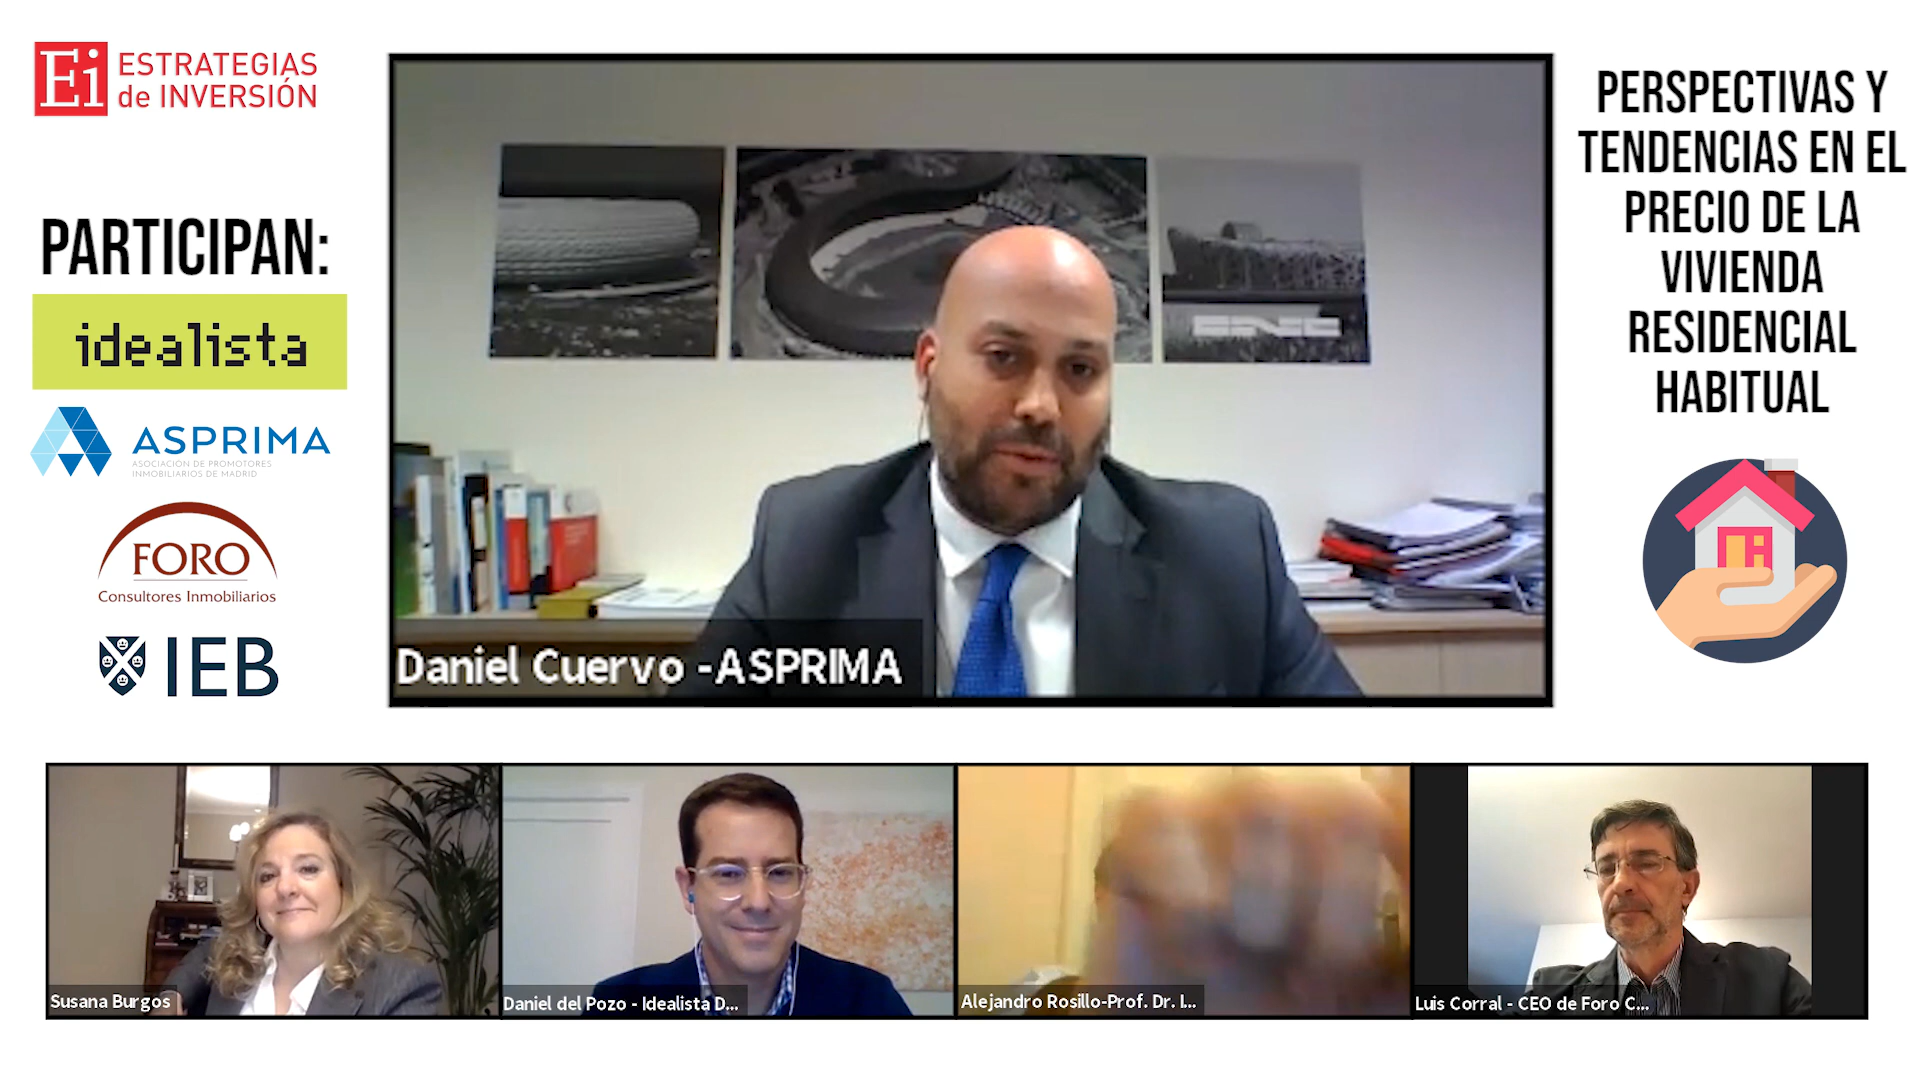 Ei ESTRATEGIAS
de INVERSIÓN
PARTICIPAN:
idealista
ASPRIMA
ASOCIACION DE PROMOTORES
INMOBILIARIOS DE MADRID
FORO
Consultores Inmobiliarios
IEB
Daniel Cuervo -ASPRIMA
PERSPECTIVAS Y
TENDENCIAS EN EL
PRECIO DE LA
VIVIENDA
RESIDENCIAL
HABITUAL
Susana Burgos
Daniel del Pozo - Idealista D...
Alejandro Rosillo-Prof. Dr. I...
Luis Corral - CEO de Foro C...